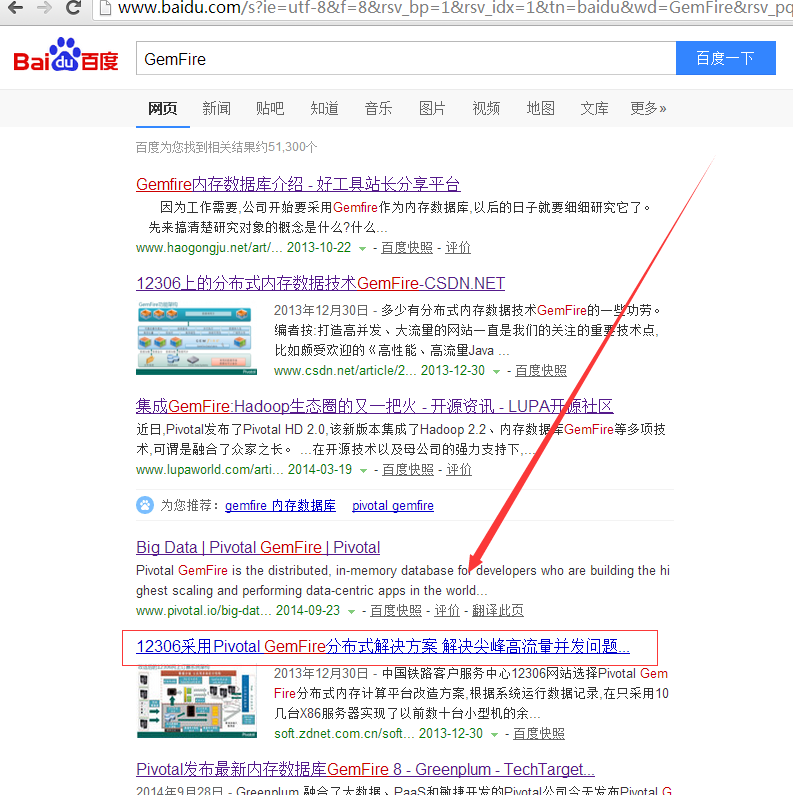 www.baidu.com/s?ie=utf-8&f=8&rsv_bp=1&rsv_idx=1&tn=baidu&wd=GemFire&rsv_pq
Bai du 百度 GemFire 百度一下
网页 新闻 贴吧 知道 音乐 图片 视频 地图 文库 更多»
百度为您找到相关结果约51,300个
Gemfire内存数据库介绍 - 好工具站长分享平台
因为工作需要,公司开始要采用Gemfire作为内存数据库,以后的日子就要细细研究它了。
先来搞清楚研究对象的概念是什么?什么...
www.haogongju.net/art/... 2013-10-22 - 百度快照 - 评价
12306上的分布式内存数据技术GemFire-CSDN.NET
2013年12月30日 - 多少有分布式内存数据技术GemFire的一些功劳。
编者按:打造高并发、大流量的网站一直是我们的关注的重要技术点,
比如颇受欢迎的《高性能、高流量Java ...
www.csdn.net/article/2... 2013-12-30 - 百度快照
集成GemFire:Hadoop生态圈的又一把火 - 开源资讯 - LUPA开源社区
近日,Pivotal发布了Pivotal HD 2.0,该新版本集成了Hadoop 2.2、内存数据库GemFire等多项技
术,可谓是融合了众家之长。 ...在开源技术以及母公司的强力支持下,...
www.lupaworld.com/arti... 2014-03-19 - 百度快照 - 评价
为您推荐: gemfire 内存数据库 pivotal gemfire
Big Data | Pivotal GemFire | Pivotal
Pivotal GemFire is the distributed, in-memory database for developers who are building the hi
ghest scaling and performing data-centric apps in the world...
www.pivotal.io/big-dat... 2014-09-23 - 百度快照 - 评价 - 翻译此页
12306采用Pivotal GemFire分布式解决方案 解决尖峰高流量并发问题...
2013年12月30日 - 中国铁路客户服务中心12306网站选择Pivotal Gem
Fire分布式内存计算平台改造方案,根据系统运行数据记录,在只采用10
几台X86服务器实现了以前数十台小型机的余...
soft.zdnet.com.cn/soft... 2013-12-30 - 百度快照
Pivotal发布最新内存数据库GemFire 8 - Greenplum - TechTarget...
2014年9月28日 - Greenplum 融合了大数据、PaaS和敏捷开发的Pivotal公司今天发布Pivotal G